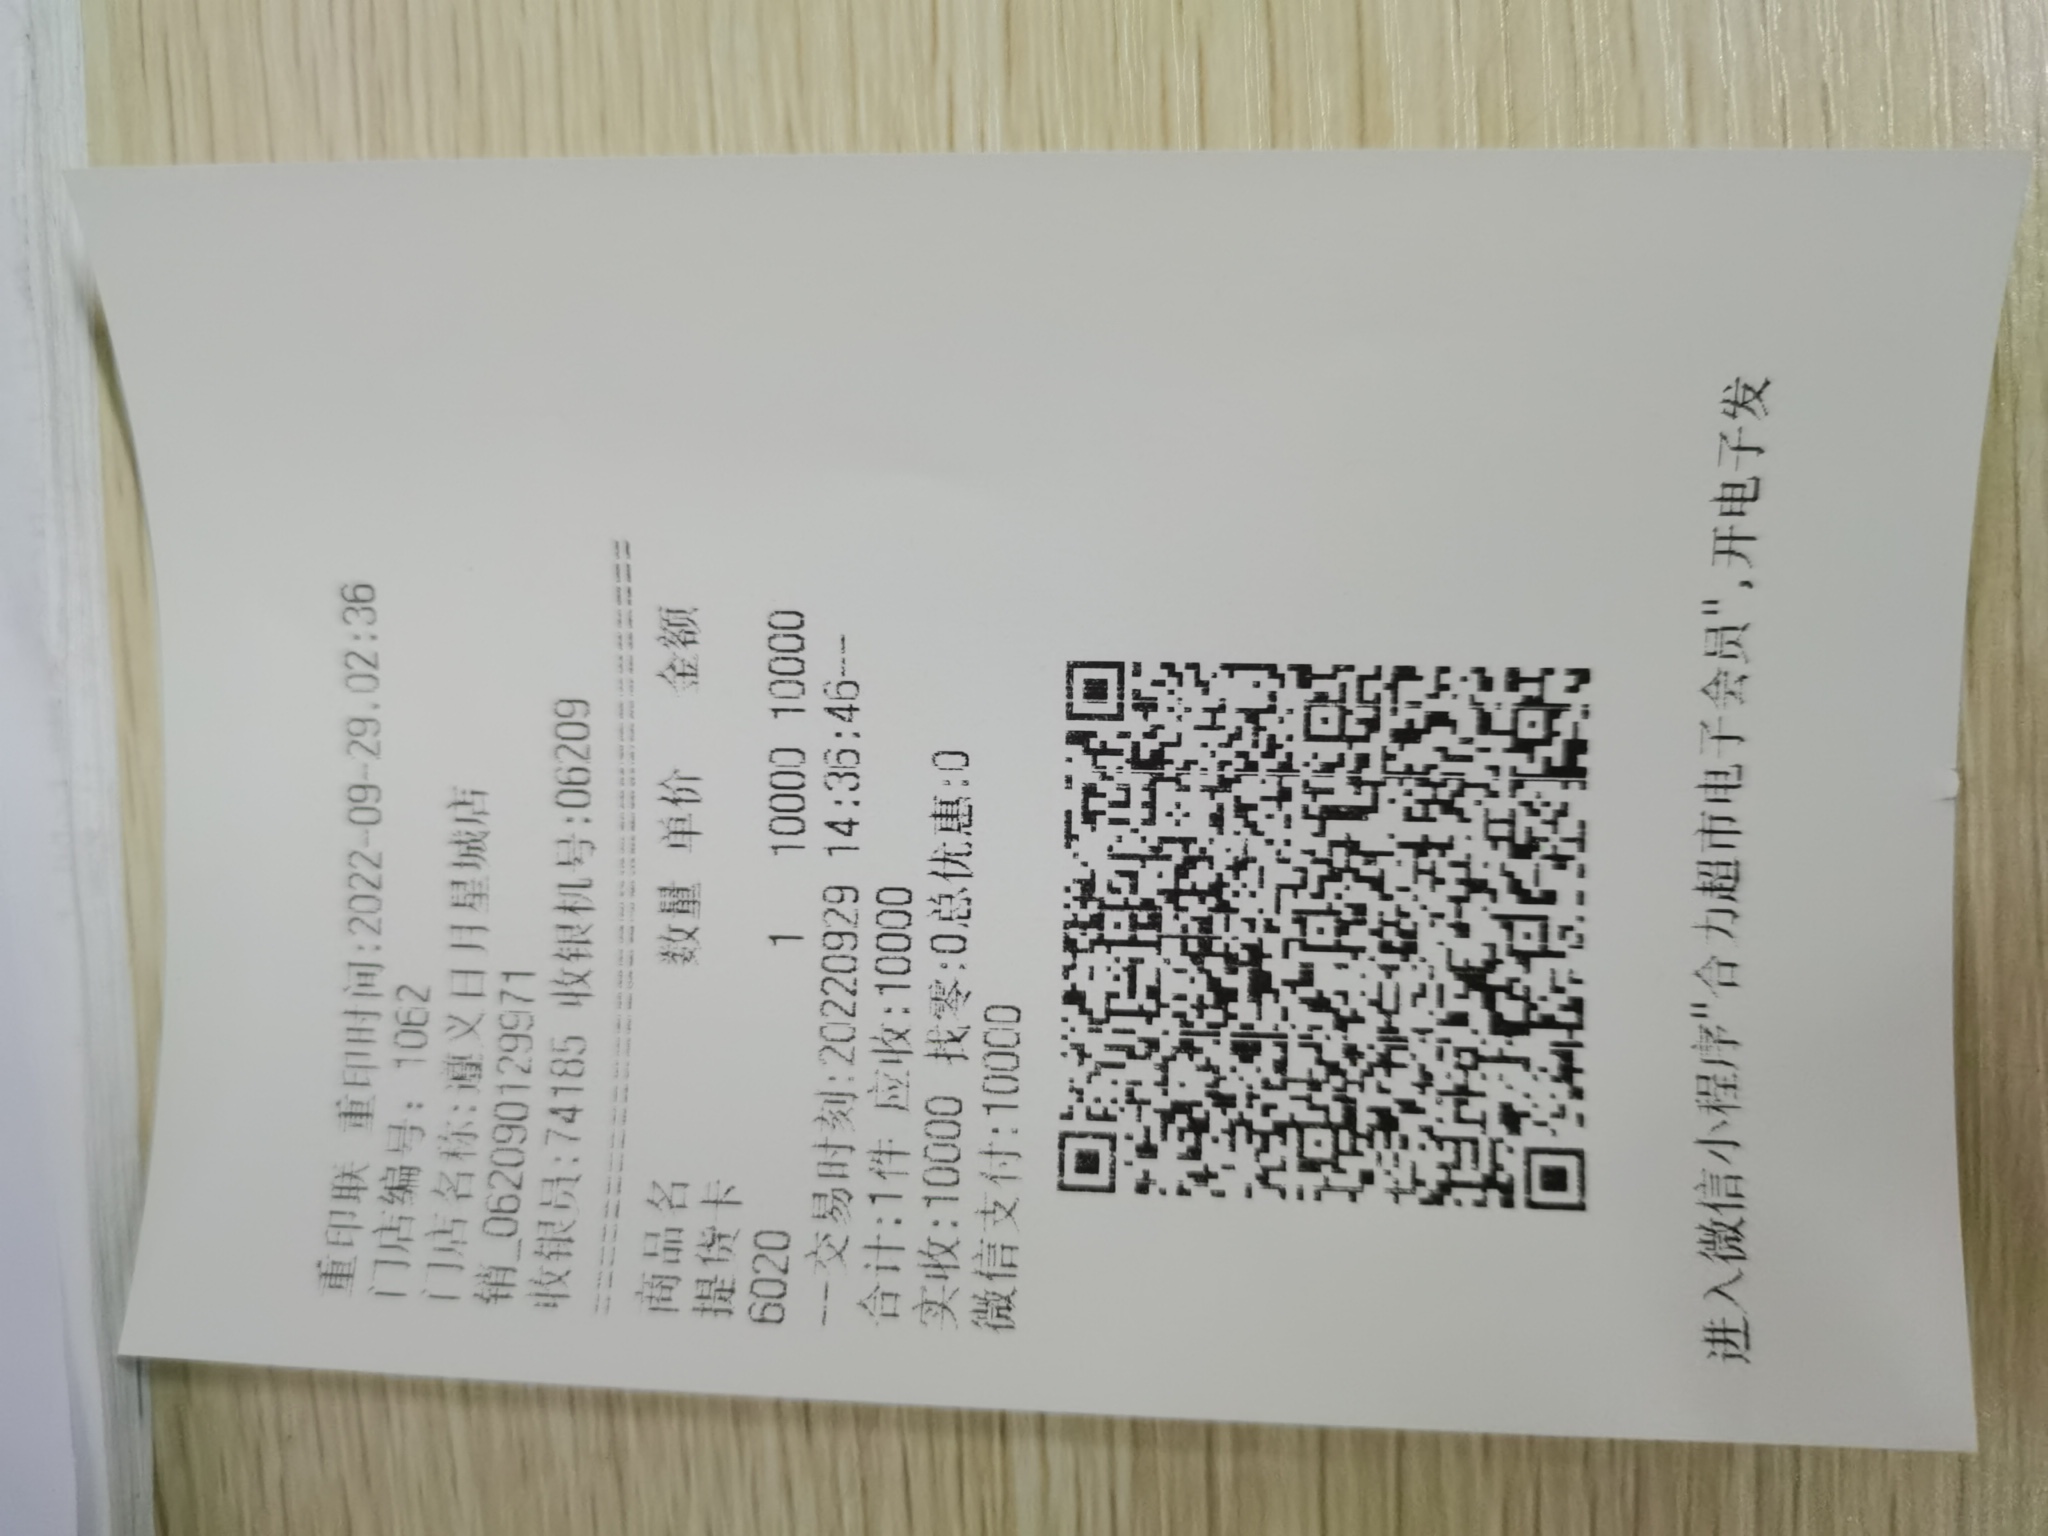 重印联 重印时间:2022-09-29.02:36
门店编号: 1062
门店名称:遵义日月星城店
销_0620901299​71
收银员:74185 收银机号:06209
================================
商品名 数量 单价 金额
提货卡
6020 1 10000 10000
--交易时刻:20220929 14:36:46---
合计:1件 应收:10000
实收:10000 找零:0总优惠:0
微信支付:10000
进入微信小程序"合力超市电子会员",开电子发